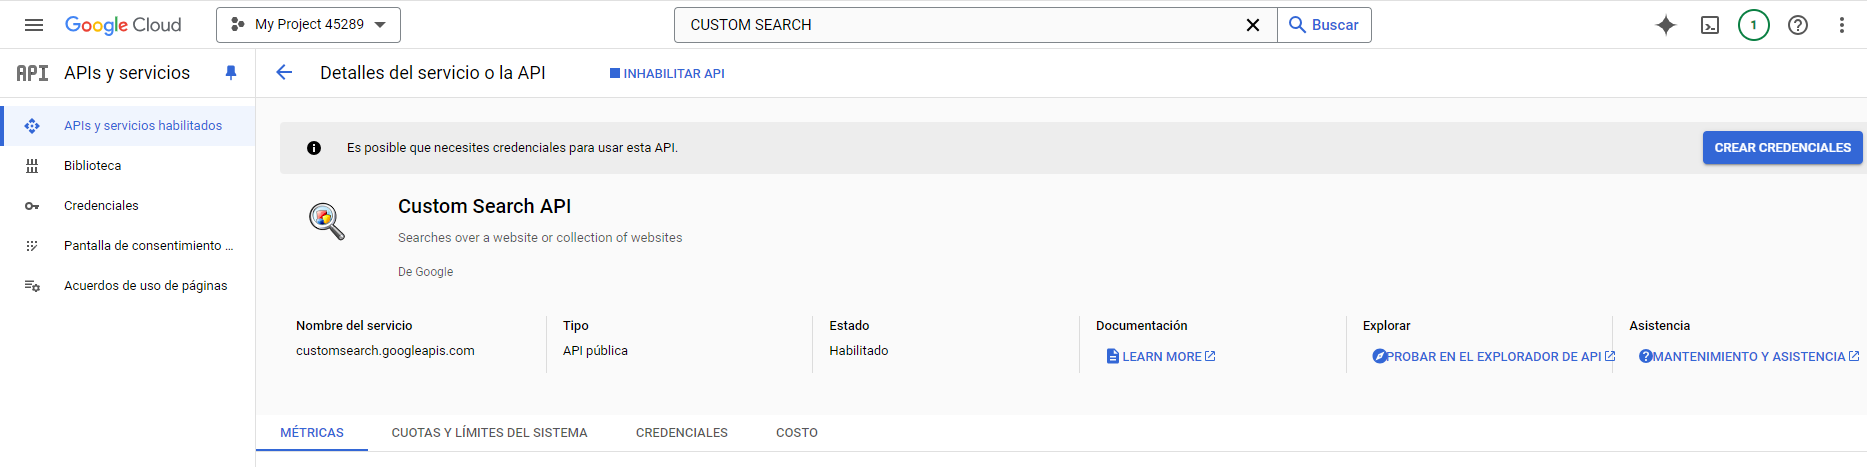 Google Cloud
My Project 45289
CUSTOM SEARCH
Buscar
1
API APIs y servicios
Detalles del servicio o la API
INHABILITAR API
APIs y servicios habilitados
Biblioteca
Credenciales
Pantalla de consentimiento ...
Acuerdos de uso de páginas
Es posible que necesites credenciales para usar esta API.
CREAR CREDENCIALES
Custom Search API
Searches over a website or collection of websites
De Google
Nombre del servicio
customsearch.googleapis.com
Tipo
API pública
Estado
Habilitado
Documentación
LEARN MORE
Explorar
PROBAR EN EL EXPLORADOR DE API
Asistencia
MANTENIMIENTO Y ASISTENCIA
MÉTRICAS
CUOTAS Y LÍMITES DEL SISTEMA
CREDENCIALES
COSTO